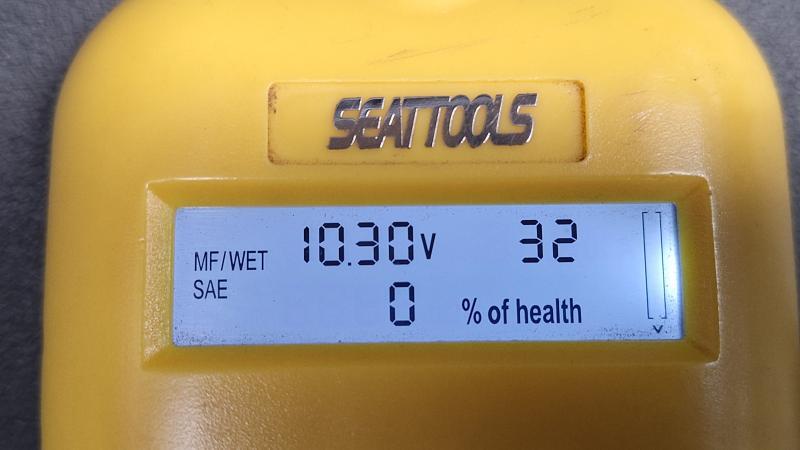 SEATTOOLS
MF/WET 10.30V 32
SAE 0 % of health